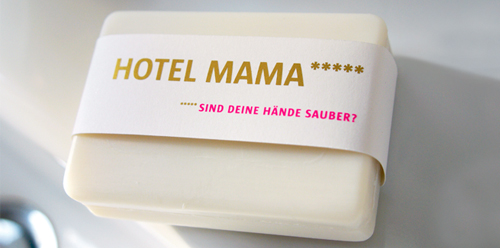 HOTEL MAMA *****
***** SIND DEINE HÄNDE SAUBER?